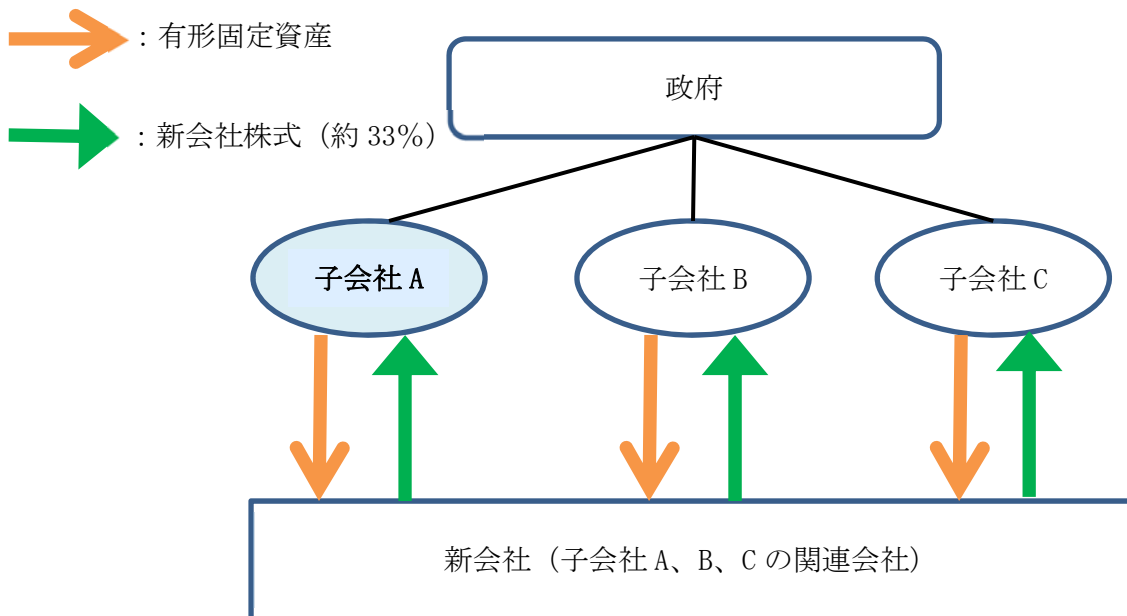 ：有形固定資産
政府
：新会社株式（約 33％）
子会社 A
子会社 B
子会社 C
新会社（子会社 A、B、C の関連会社）